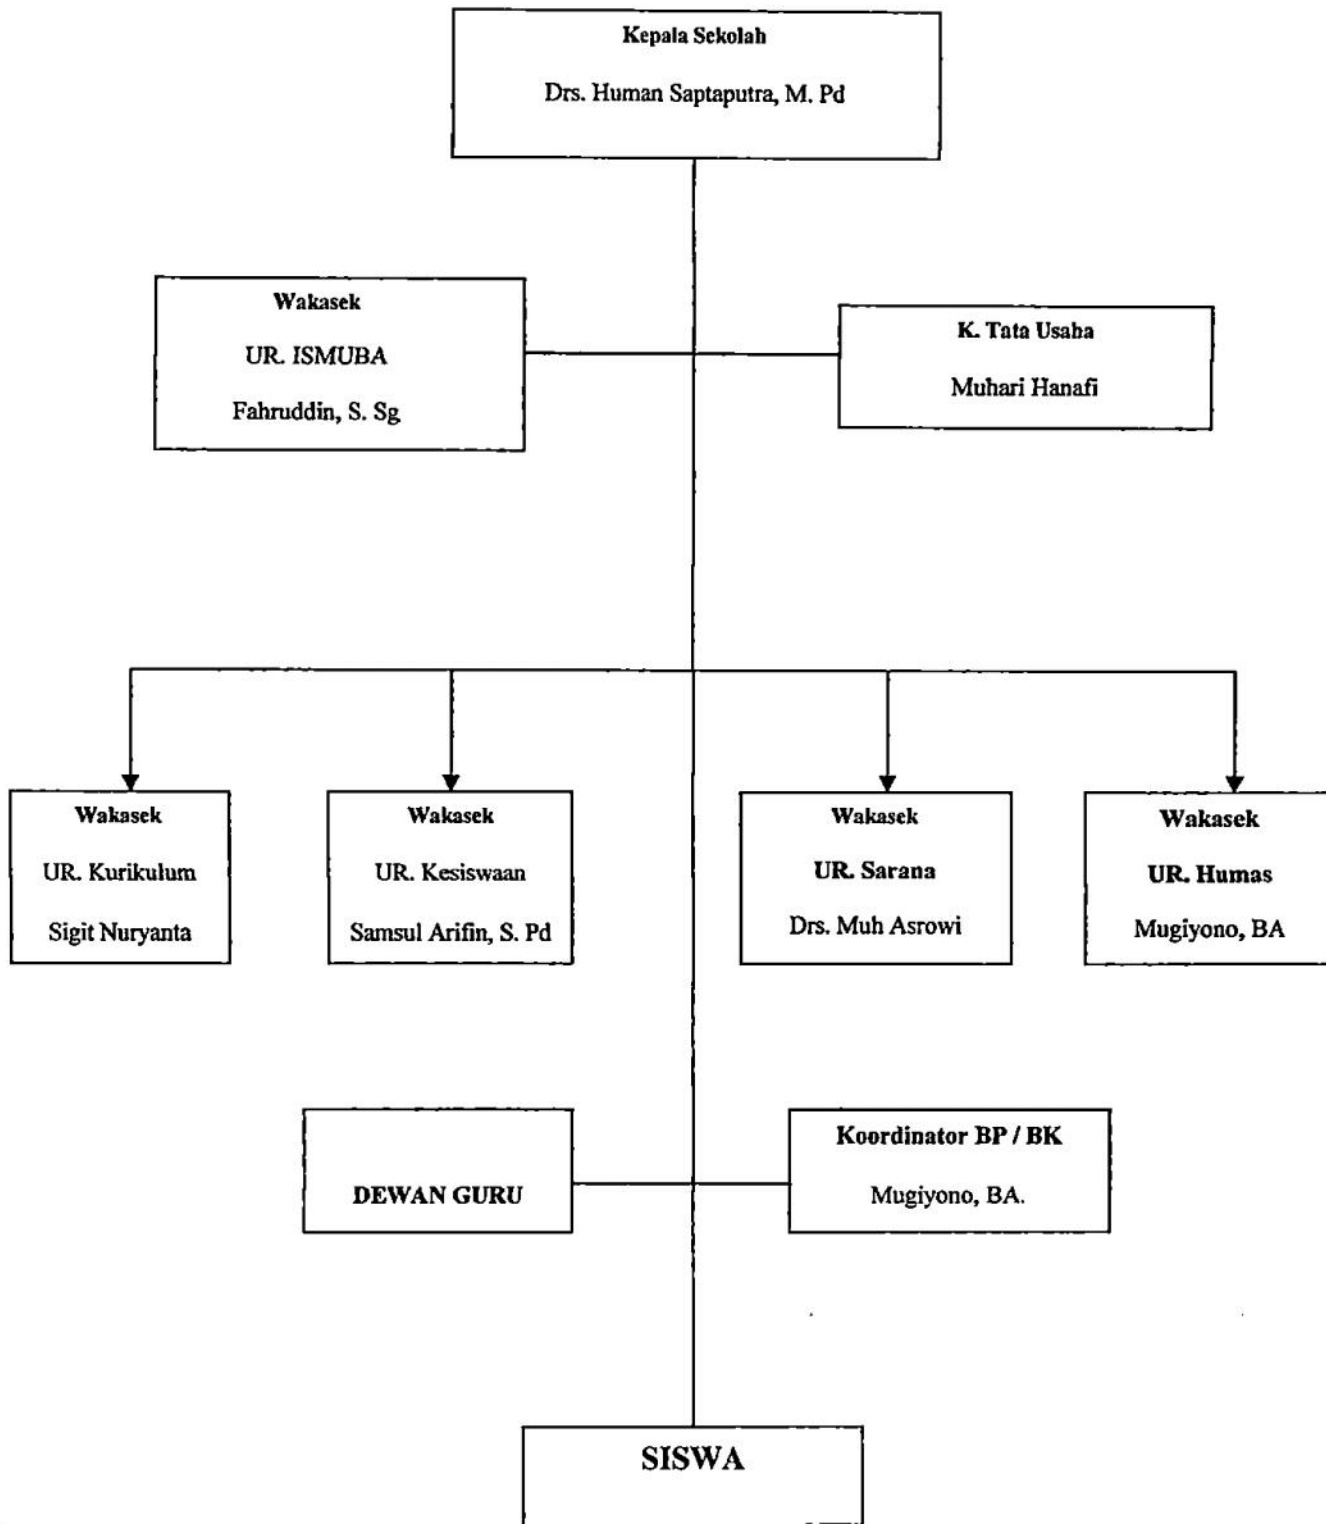 Kepala Sekolah
Drs. Human Saptaputra, M. Pd
Wakasek
UR. ISMUBA
Fahruddin, S. Sg
K. Tata Usaha
Muhari Hanafi
Wakasek
UR. Kurikulum
Sigit Nuryanta
Wakasek
UR. Kesiswaan
Samsul Arifin, S. Pd
Wakasek
UR. Sarana
Drs. Muh Asrowi
Wakasek
UR. Humas
Mugiyono, BA
DEWAN GURU
Koordinator BP / BK
Mugiyono, BA.
SISWA